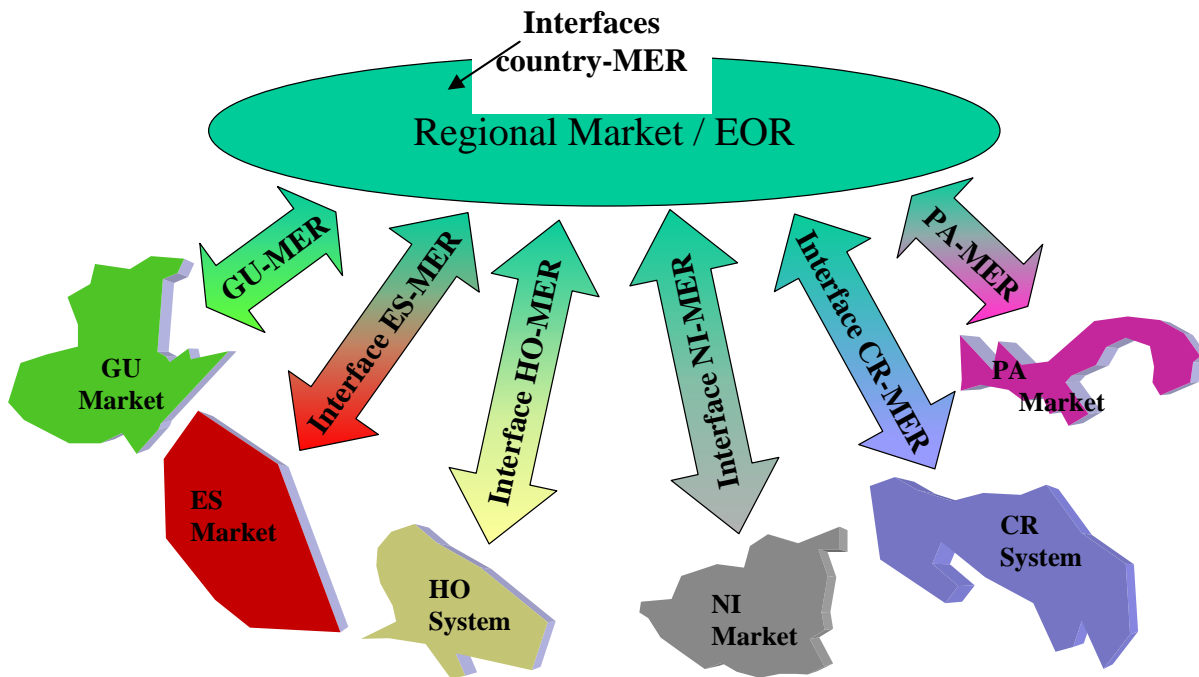 Interfaces
country-MER
Regional Market / EOR
GU-MER
Interface ES-MER
Interface HO-MER
Interface NI-MER
Interface CR-MER
PA-MER
GU
Market
ES
Market
HO
System
NI
Market
CR
System
PA
Market